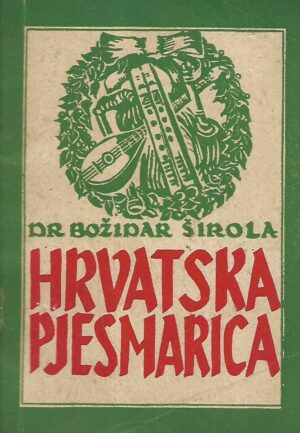 DR BOŽIDAR ŠIROLA
HRVATSKA
PJESMARICA